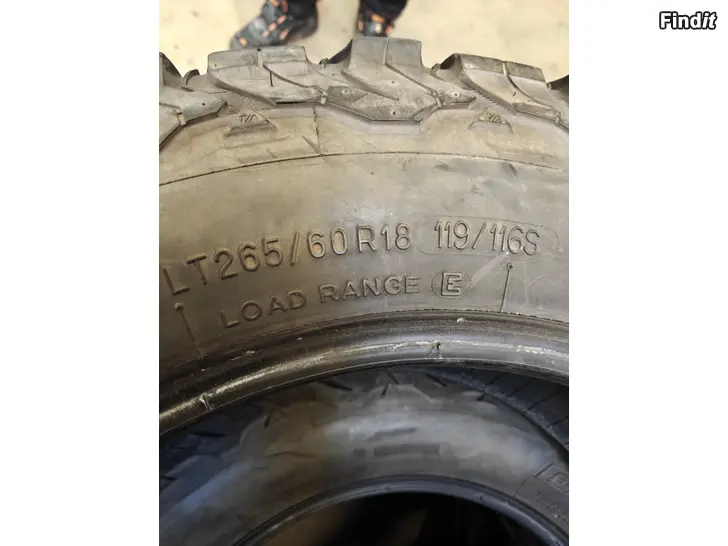 Findit
LT265/60R18 119/116S
LOAD RANGE E